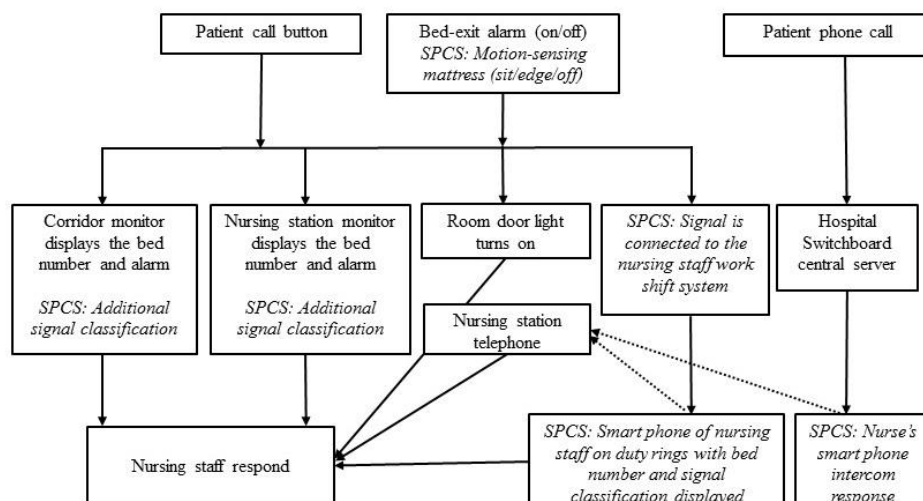 Patient call button
Bed-exit alarm (on/off)
SPCS: Motion-sensing
mattress (sit/edge/off)
Patient phone call
Corridor monitor
displays the bed
number and alarm
SPCS: Additional
signal classification
Nursing station monitor
displays the bed
number and alarm
SPCS: Additional
signal classification
Room door light
turns on
SPCS: Signal is
connected to the
nursing staff work
shift system
Hospital
Switchboard
central server
Nursing station
telephone
Nursing staff respond
SPCS: Smart phone of nursing
staff on duty rings with bed
number and signal
classification displayed
SPCS: Nurse's
smart phone
intercom
response